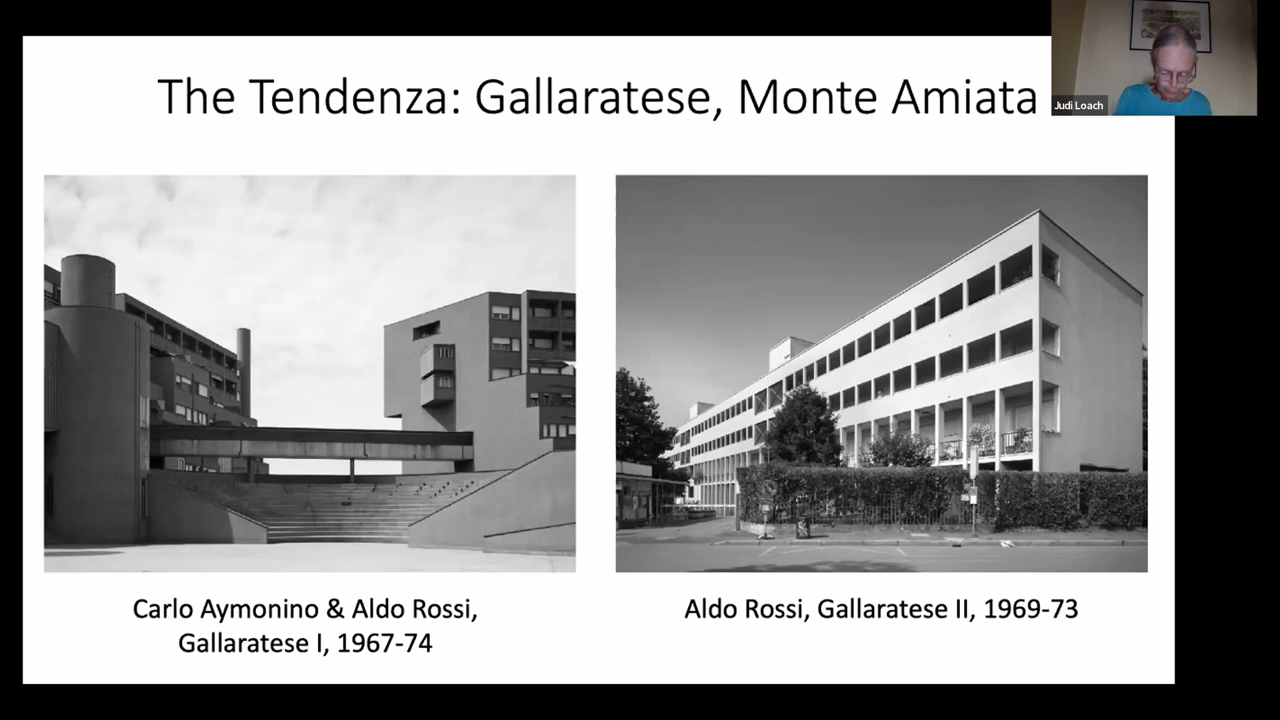 The Tendenza: Gallaratese, Monte Amiata
Judi Loach
Carlo Aymonino & Aldo Rossi,
Gallaratese I, 1967-74
Aldo Rossi, Gallaratese II, 1969-73